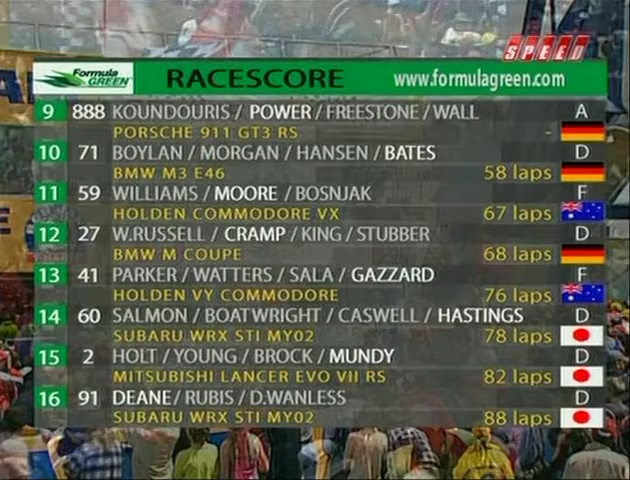 SPEED
Formula GREEN RACESCORE www.formulagreen.com
9 888 KOUNDOURIS / POWER / FREESTONE / WALL A
PORSCHE 911 GT3 RS -
10 71 BOYLAN / MORGAN / HANSEN / BATES D
BMW M3 E46 58 laps
11 59 WILLIAMS / MOORE / BOSNJAK F
HOLDEN COMMODORE VX 67 laps
12 27 W.RUSSELL / CRAMP / KING / STUBBER D
BMW M COUPE 68 laps
13 41 PARKER / WATTERS / SALA / GAZZARD F
HOLDEN VY COMMODORE 76 laps
14 60 SALMON / BOATWRIGHT / CASWELL / HASTINGS D
SUBARU WRX STI MY02 78 laps
15 2 HOLT / YOUNG / BROCK / MUNDY D
MITSUBISHI LANCER EVO VII RS 82 laps
16 91 DEANE / RUBIS / D.WANLESS D
SUBARU WRX STI MY02 88 laps